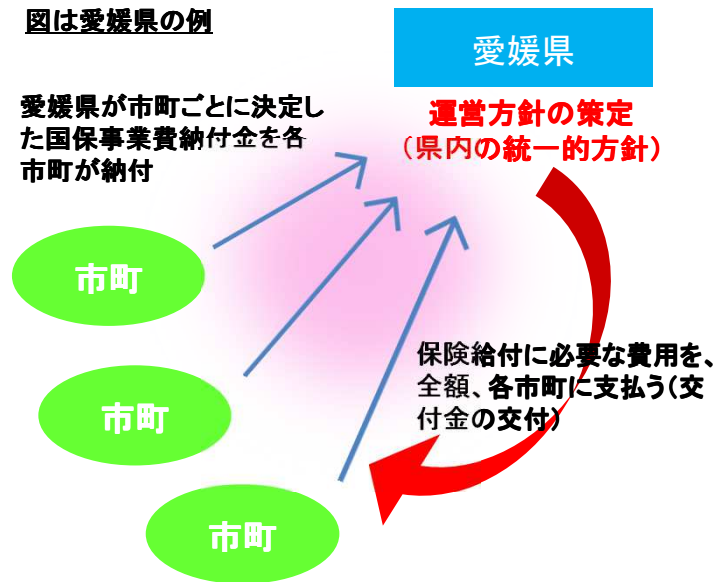 図は愛媛県の例
愛媛県
愛媛県が市町ごとに決定し
た国保事業費納付金を各
市町が納付
運営方針の策定
(県内の統一的方針)
市町
保険給付に必要な費用を、
全額、各市町に支払う(交
付金の交付)
市町
市町